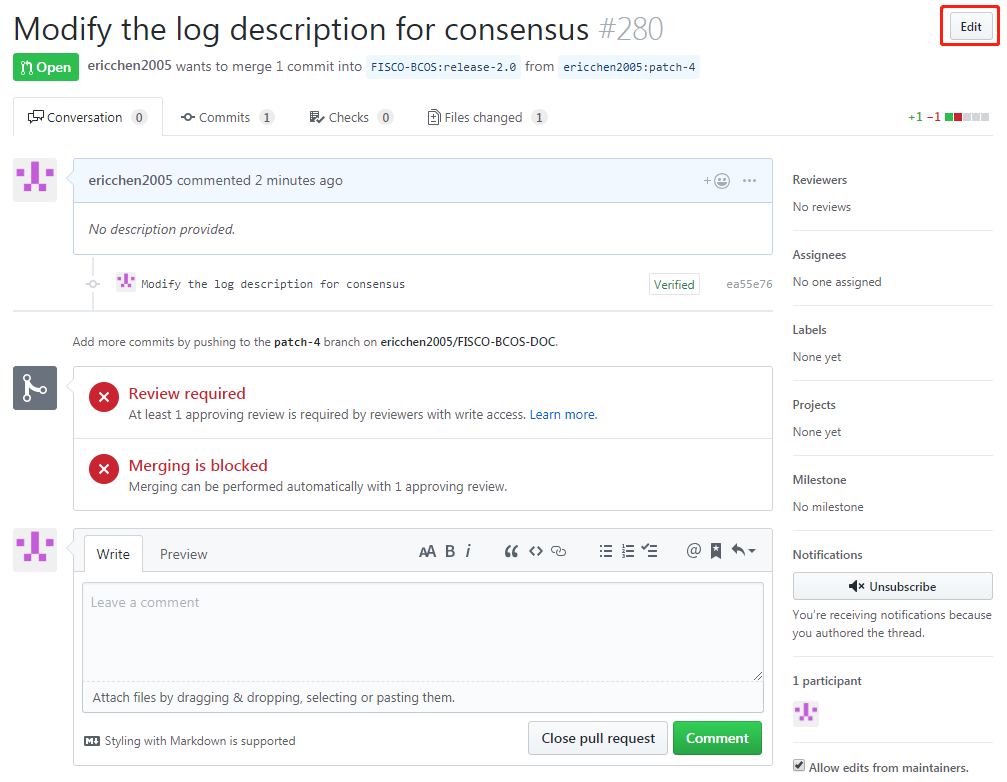 Modify the log description for consensus #280
Edit
Open
ericchen2005 wants to merge 1 commit into FISCO-BCOS:release-2.0 from ericchen2005:patch-4
Conversation 0
Commits 1
Checks 0
Files changed 1
+1 −1
ericchen2005 commented 2 minutes ago
No description provided.
Modify the log description for consensus
Verified
ea55e76
Add more commits by pushing to the patch-4 branch on ericchen2005/FISCO-BCOS-DOC.
Review required
At least 1 approving review is required by reviewers with write access. Learn more.
Merging is blocked
Merging can be performed automatically with 1 approving review.
Write
Preview
AA B i
Leave a comment
Attach files by dragging & dropping, selecting or pasting them.
Styling with Markdown is supported
Close pull request
Comment
Reviewers
No reviews
Assignees
No one assigned
Labels
None yet
Projects
None yet
Milestone
No milestone
Notifications
Unsubscribe
You're receiving notifications because
you authored the thread.
1 participant
Allow edits from maintainers.